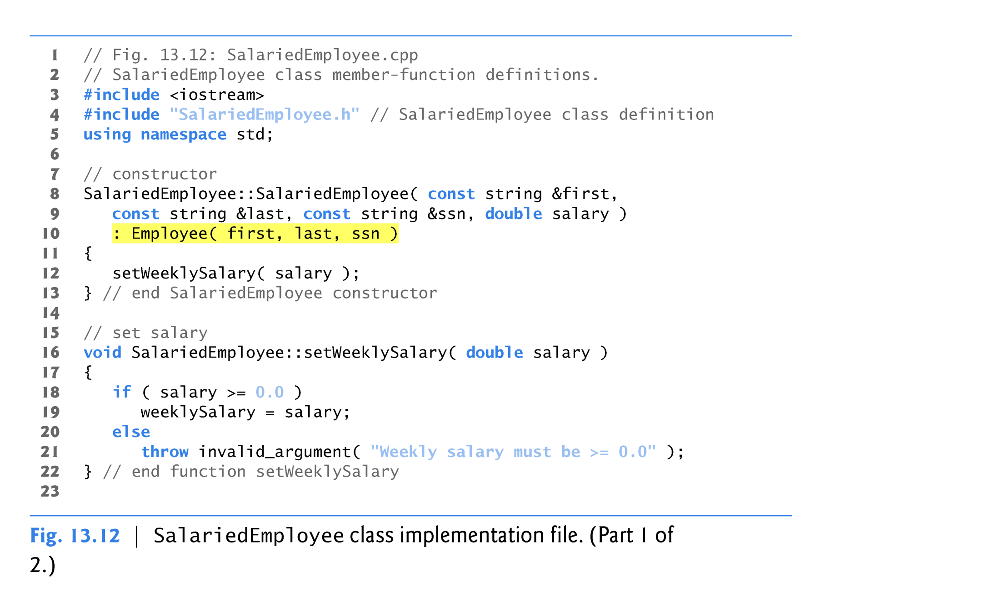 1 // Fig. 13.12: SalariedEmployee.cpp
2 // SalariedEmployee class member-function definitions.
3 #include <iostream>
4 #include "SalariedEmployee.h" // SalariedEmployee class definition
5 using namespace std;
6
7 // constructor
8 SalariedEmployee::SalariedEmployee( const string &first,
9    const string &last, const string &ssn, double salary )
10    : Employee( first, last, ssn )
11 {
12    setWeeklySalary( salary );
13 } // end SalariedEmployee constructor
14
15 // set salary
16 void SalariedEmployee::setWeeklySalary( double salary )
17 {
18    if ( salary >= 0.0 )
19       weeklySalary = salary;
20    else
21       throw invalid_argument( "Weekly salary must be >= 0.0" );
22 } // end function setWeeklySalary
23
Fig. 13.12 | SalariedEmployee class implementation file. (Part 1 of
2.)